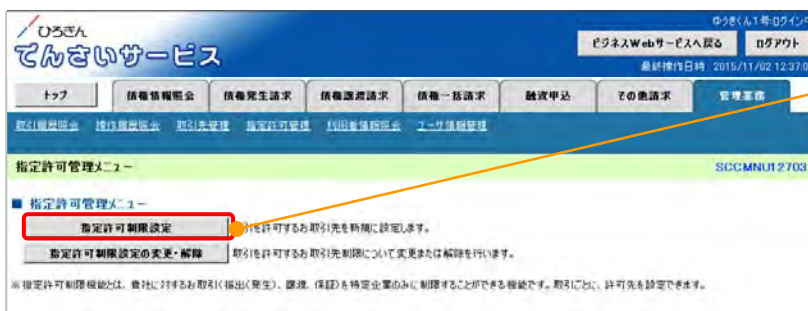 ひろぎん
でんさいサービス
ゆうぎん1号:ログイン中
ビジネスWebサービスへ戻る ログアウト
最終操作日時:2015/11/02 12:37:0
トップ 債権情報照会 債権発生請求 債権譲渡請求 債権一括請求 融資申込 その他請求 管理業務
取引履歴照会 操作履歴照会 取引先管理 指定許可管理 利用者情報照会 ユーザ情報管理
指定許可管理メニュー SCCMNU12703
■ 指定許可管理メニュー
指定許可制限設定 取引を許可するお取引先を新規に設定します。
指定許可制限設定の変更・解除 取引を許可するお取引先制限について変更または解除を行います。
※指定許可制限機能とは、貴社に対するお取引(振出(発生)、譲渡、保証)を特定企業のみに制限することができる機能です。取引ごとに、許可先を設定できます。